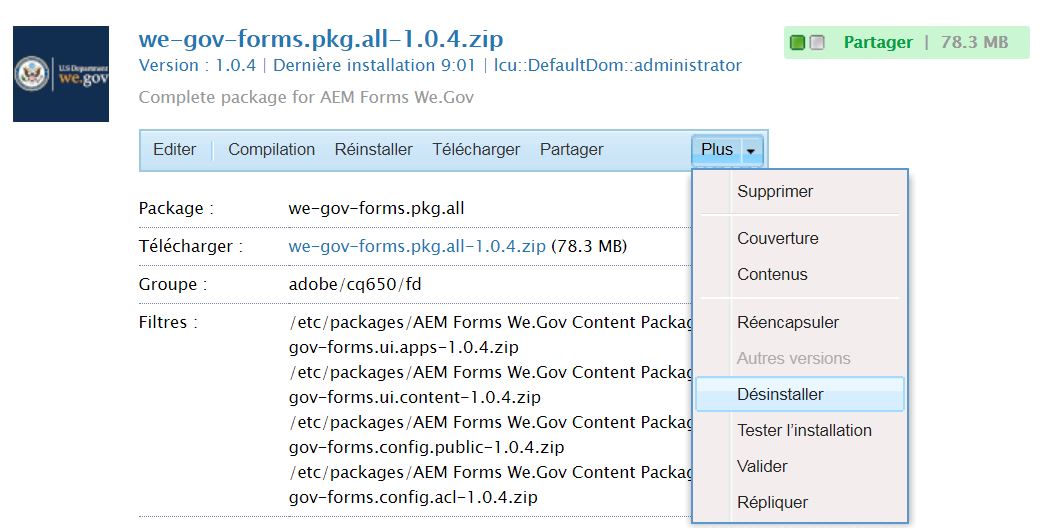 U.S Department
we.gov
we-gov-forms.pkg.all-1.0.4.zip
Version : 1.0.4 | Dernière installation 9:01 | lcu::DefaultDom::administrator
Complete package for AEM Forms We.Gov
Partager | 78.3 MB
Editer Compilation Réinstaller Télécharger Partager Plus
Package : we-gov-forms.pkg.all
Télécharger : we-gov-forms.pkg.all-1.0.4.zip (78.3 MB)
Groupe : adobe/cq650/fd
Filtres : /etc/packages/AEM Forms We.Gov Content Packag
gov-forms.ui.apps-1.0.4.zip
/etc/packages/AEM Forms We.Gov Content Packag
gov-forms.ui.content-1.0.4.zip
/etc/packages/AEM Forms We.Gov Content Packag
gov-forms.config.public-1.0.4.zip
/etc/packages/AEM Forms We.Gov Content Packag
gov-forms.config.acl-1.0.4.zip
Supprimer
Couverture
Contenus
Réencapsuler
Autres versions
Désinstaller
Tester l’installation
Valider
Répliquer